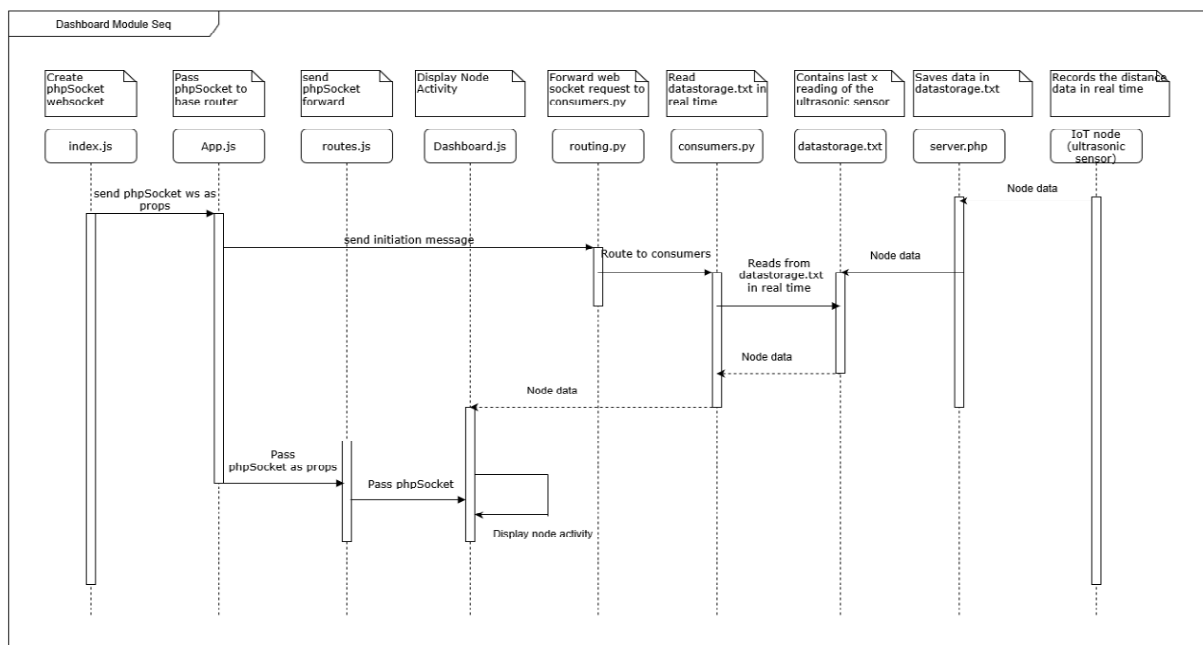 Dashboard Module Seq
Create
phpSocket
websocket
Pass
phpSocket to
base router
send
phpSocket
forward
Display Node
Activity
Forward web
socket request to
consumers.py
Read
datastorage.txt in
real time
Contains last x
reading of the
ultrasonic sensor
Saves data in
datastorage.txt
Records the distance
data in real time
index.js
App.js
routes.js
Dashboard.js
routing.py
consumers.py
datastorage.txt
server.php
IoT node
(ultrasonic
sensor)
send phpSocket ws as
props
Node data
send initiation message
Route to consumers
Node data
Reads from
datastorage.txt
in real time
Node data
Node data
Pass
phpSocket as props
Pass phpSocket
Display node activity